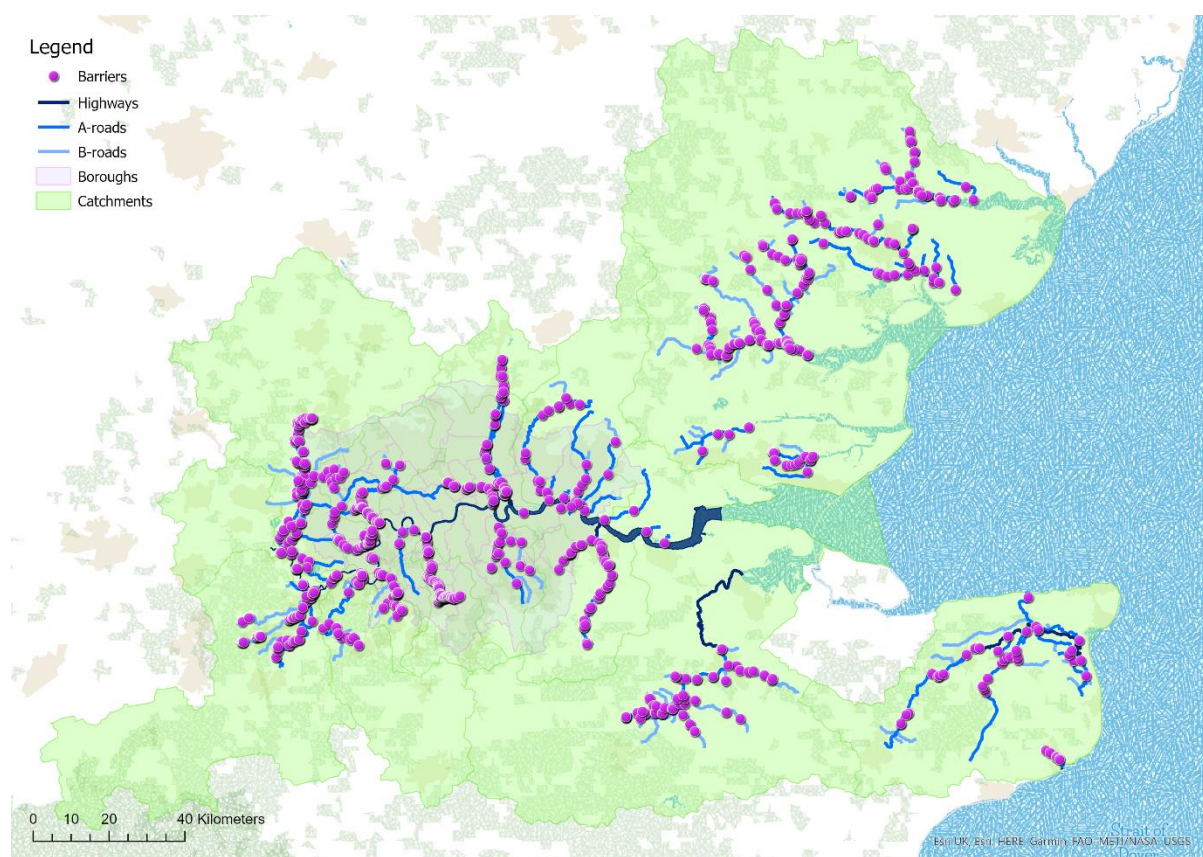 Legend
Barriers
Highways
A-roads
B-roads
Boroughs
Catchments
0 10 20 40 Kilometers
Strait of
Esri UK, Esri, HERE, Garmin, FAO, METI/NASA, USGS